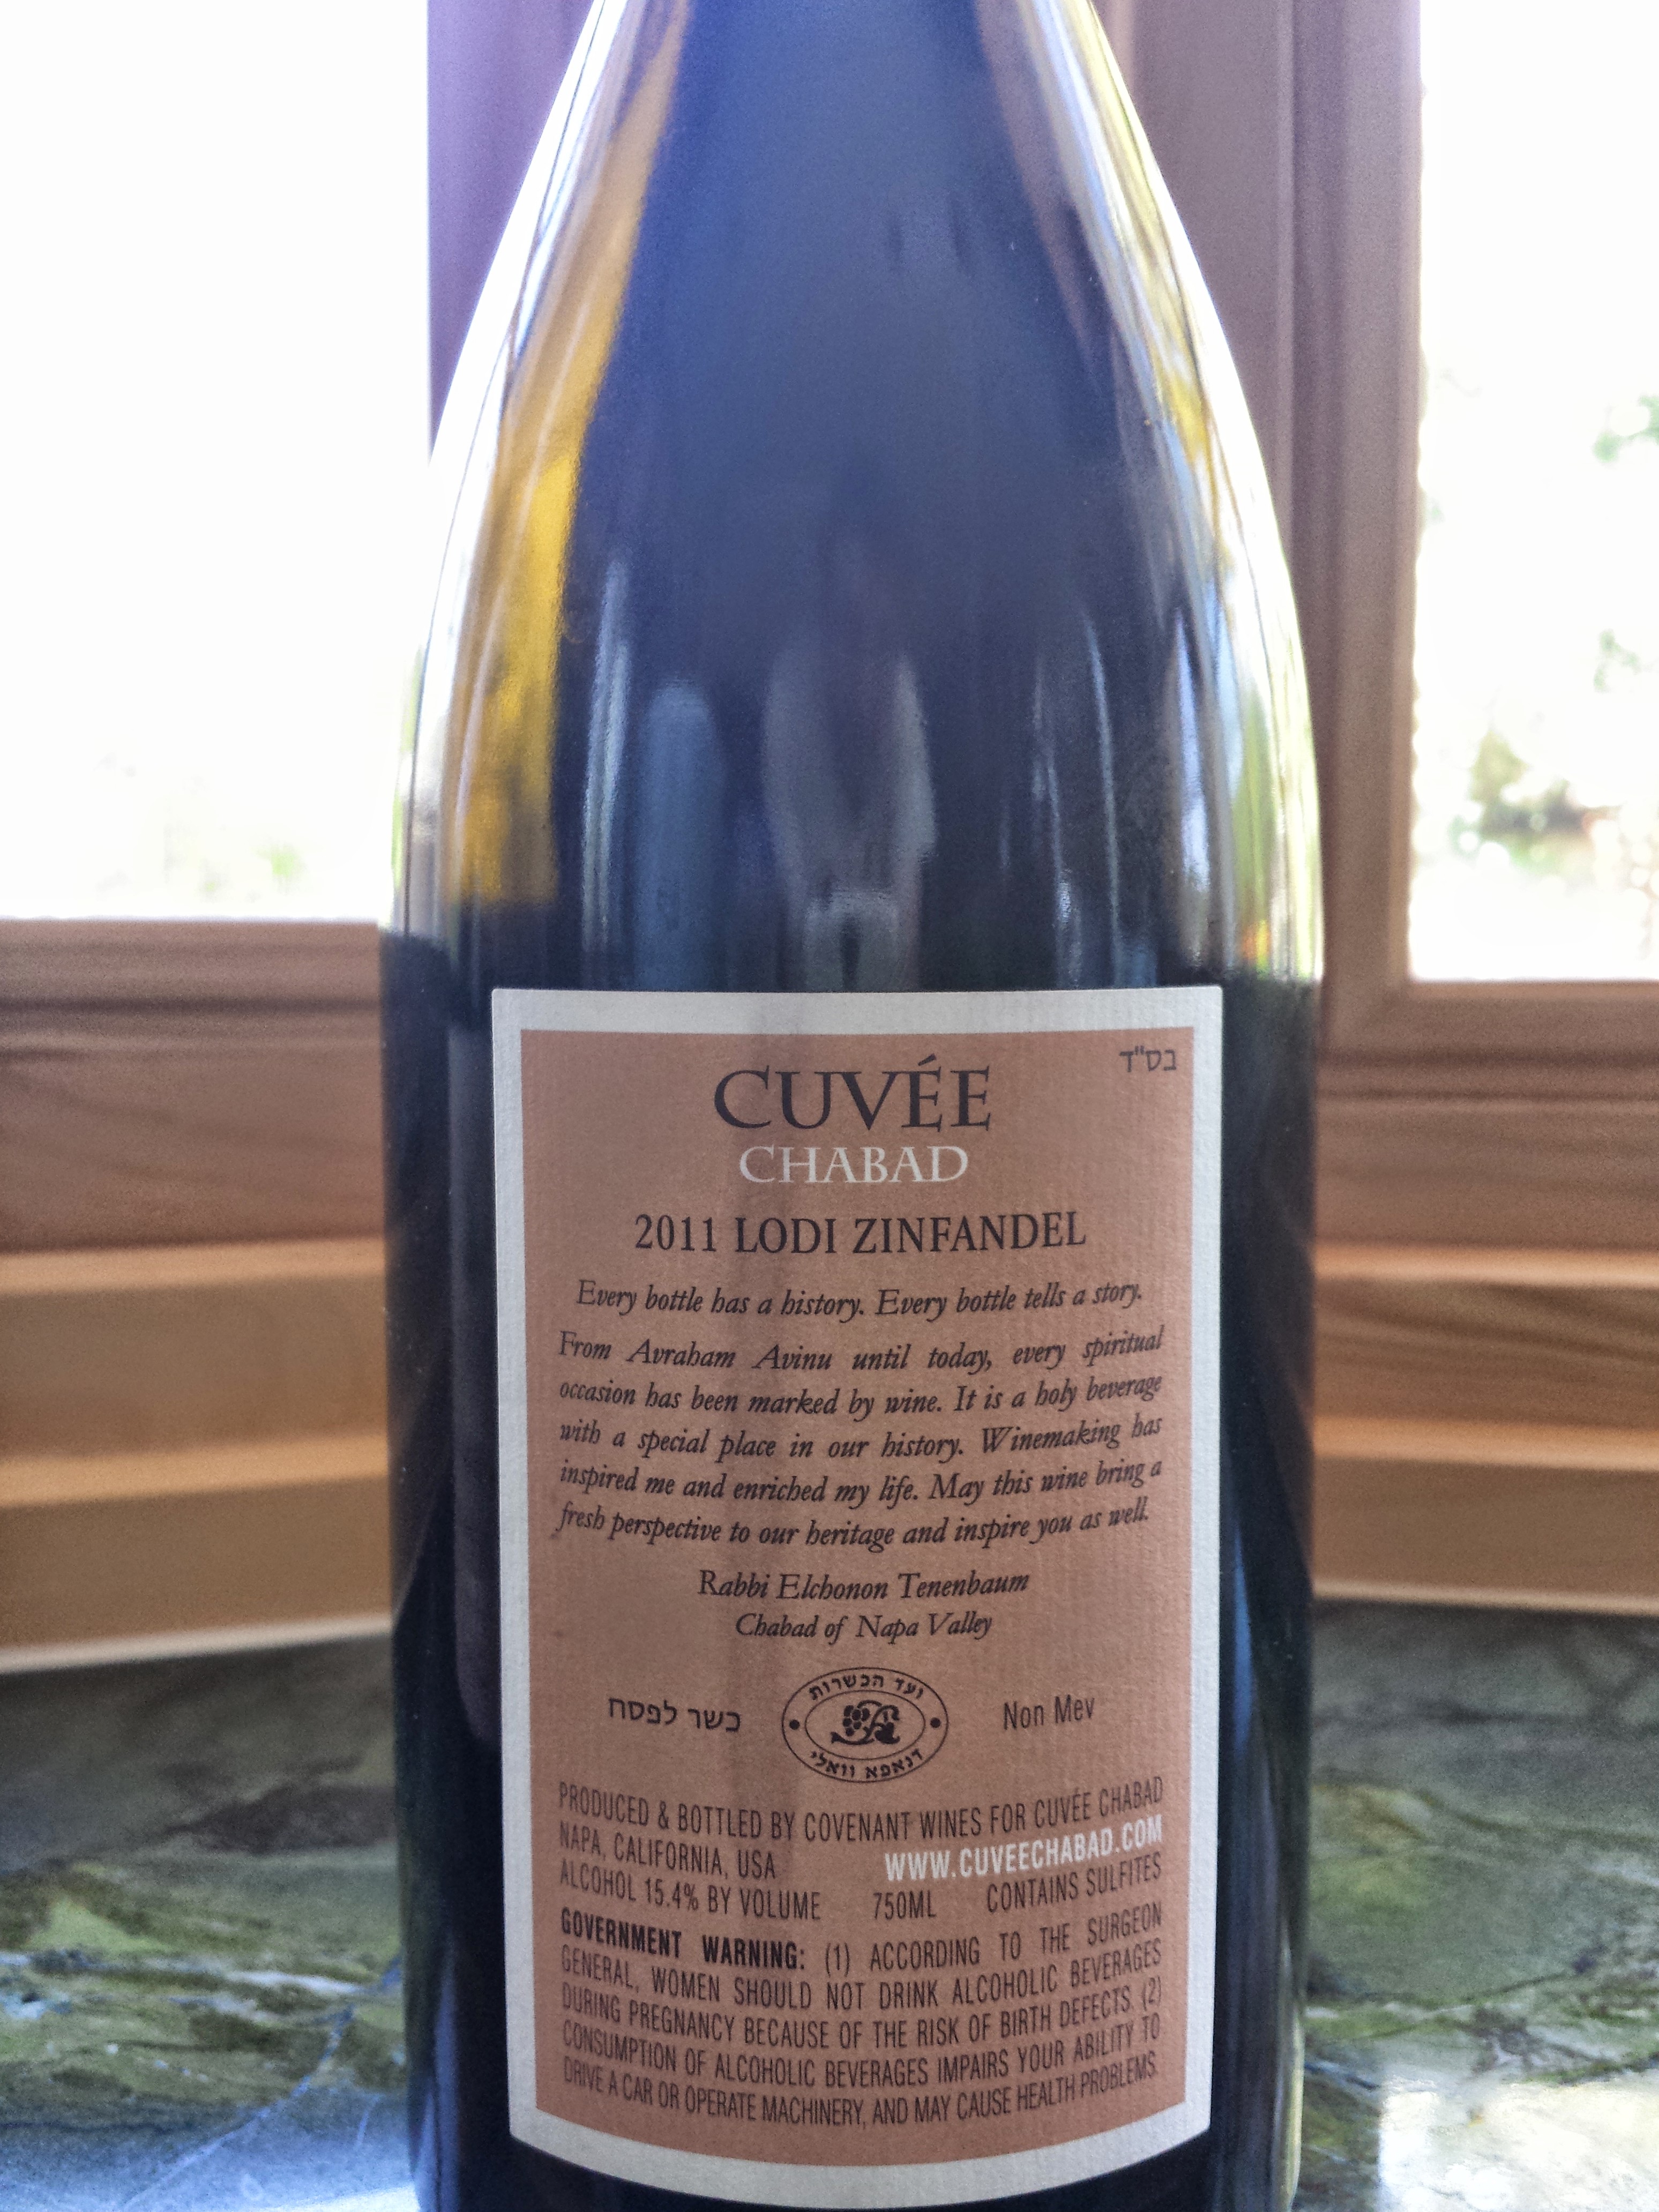 בס"ד
CUVÉE
CHABAD
2011 LODI ZINFANDEL
Every bottle has a history. Every bottle tells a story.
From Avraham Avinu until today, every spiritual
occasion has been marked by wine. It is a holy beverage
with a special place in our history. Winemaking has
inspired me and enriched my life. May this wine bring a
fresh perspective to our heritage and inspire you as well.
Rabbi Elchonon Tenenbaum
Chabad of Napa Valley
כשר לפסח
ועד הכשרות
דנאפא וואלי
Non Mev
PRODUCED & BOTTLED BY COVENANT WINES FOR CUVÉE CHABAD
NAPA, CALIFORNIA, USA WWW.CUVEECHABAD.COM
ALCOHOL 15.4% BY VOLUME 750ML CONTAINS SULFITES
GOVERNMENT WARNING: (1) ACCORDING TO THE SURGEON
GENERAL, WOMEN SHOULD NOT DRINK ALCOHOLIC BEVERAGES
DURING PREGNANCY BECAUSE OF THE RISK OF BIRTH DEFECTS. (2)
CONSUMPTION OF ALCOHOLIC BEVERAGES IMPAIRS YOUR ABILITY TO
DRIVE A CAR OR OPERATE MACHINERY, AND MAY CAUSE HEALTH PROBLEMS.